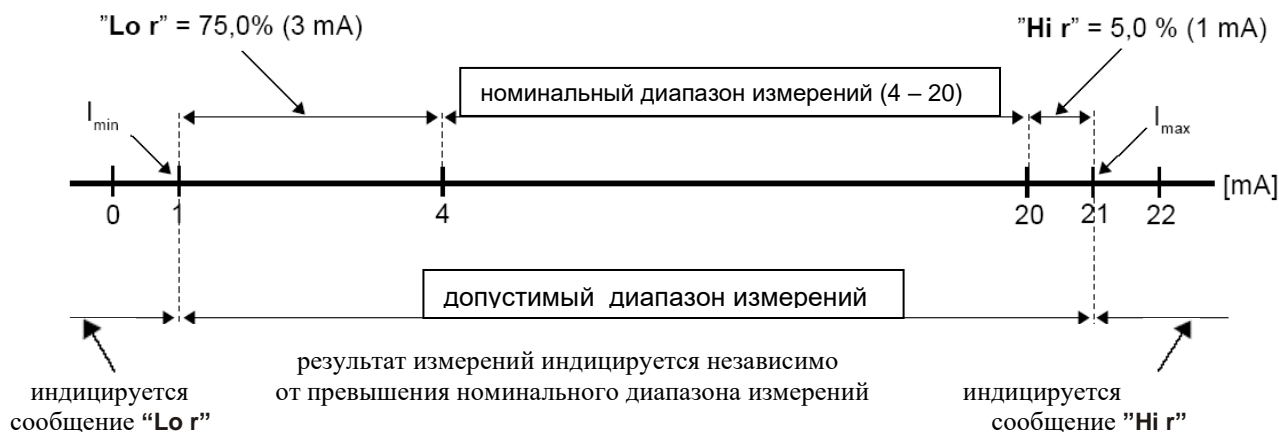 "Lo r" = 75,0% (3 mA)
"Hi r" = 5,0 % (1 mA)
номинальный диапазон измерений (4 – 20)
I min
I max
[mA]
0 1 4 20 21 22
допустимый диапазон измерений
результат измерений индицируется независимо
от превышения номинального диапазона измерений
индицируется
сообщение “Lo r”
индицируется
сообщение ”Hi r”